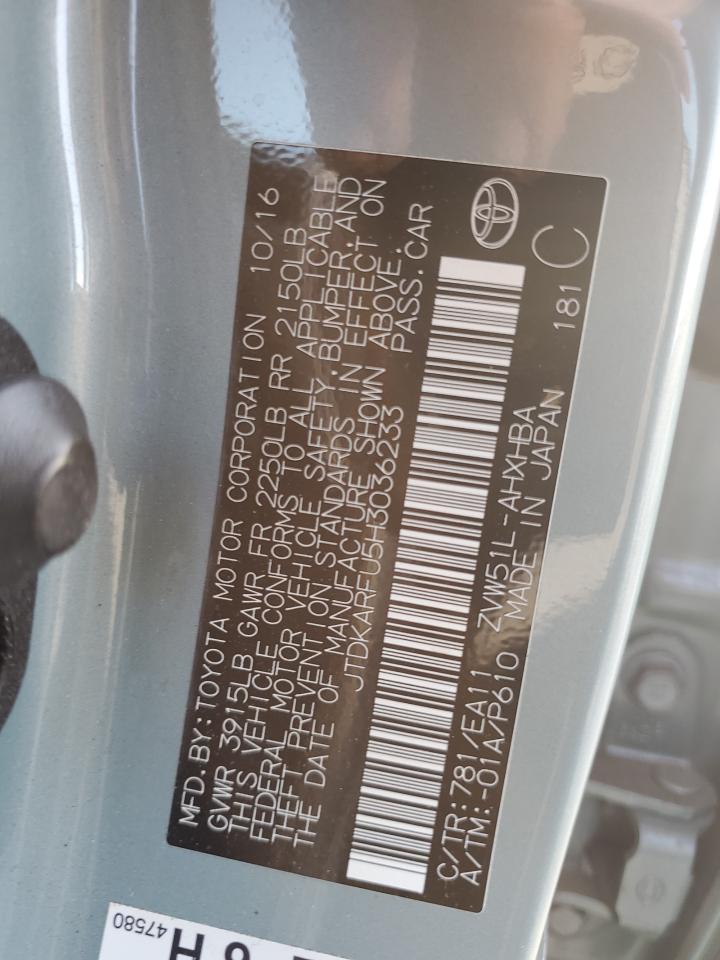 MFD.BY:TOYOTA MOTOR CORPORATION 10/16
GVWR 3915LB GAWR FR 2250LB RR 2150LB
THIS VEHICLE CONFORMS TO ALL APPLICABLE
FEDERAL MOTOR VEHICLE SAFETY,BUMPER,AND
THEFT PREVENTION STANDARDS IN EFFECT ON
THE DATE OF MANUFACTURE SHOWN ABOVE.
JTDKARFU5H3036233 PASS.CAR
C/TR:781/EA11 ZVW51L-AHXHBA
A/TM:-01A/P610 MADE IN JAPAN 181 C
47580
H